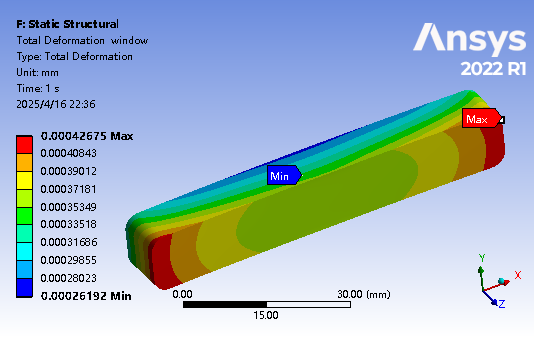 F: Static Structural
Total Deformation window
Type: Total Deformation
Unit: mm
Time: 1 s
2025/4/16 22:36
Ansys
2022 R1
0.00042675 Max
0.00040843
0.00039012
0.00037181
0.00035349
0.00033518
0.00031686
0.00029855
0.00028023
0.00026192 Min
Max
Min
0.00
30.00 (mm)
15.00
Y
X
Z